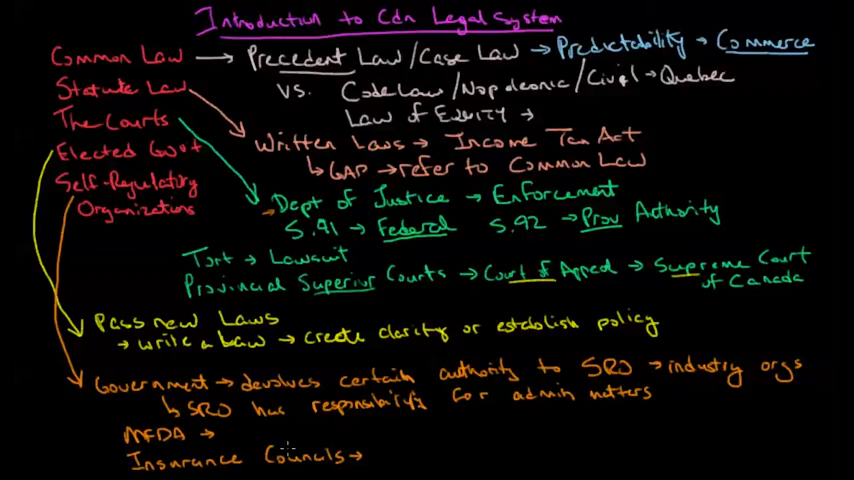 Introduction to Cdn Legal System
Common Law → Precedent Law/Case Law → Predictability → Commerce
Statute Law
vs. Code Law/Napoleonic/Civil → Quebec
The Courts
Law of Equity →
Elected Gov't
Written Laws → Income Tax Act
↳ GAP → refer to Common Law
Self-Regulatory
Organizations
→ Dept of Justice → Enforcement
S.91 → Federal S.92 → Prov Authority
Tort → Lawsuit
Provincial Superior Courts → Court of Appeal → Supreme Court
of Canada
Pass new Laws
→ write a law → create clarity or establish policy
Government → devolves certain authority to SRO → industry orgs
↳ SRO has responsibility for admin matters
MFDA →
Insurance Councils →